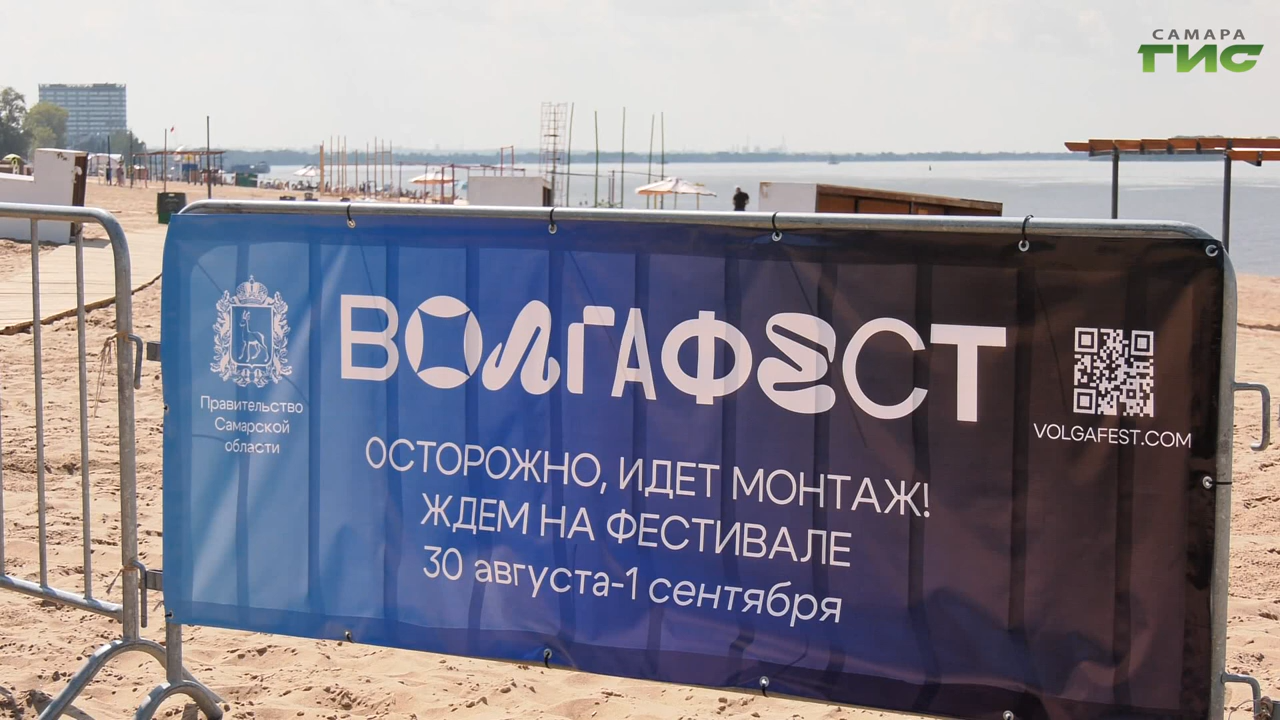 САМАРА
ГИС
ВОЛГАФЕСТ
Правительство
Самарской
области
VOLGAFEST.COM
ОСТОРОЖНО, ИДЕТ МОНТАЖ!
ЖДЕМ НА ФЕСТИВАЛЕ
30 августа-1 сентября